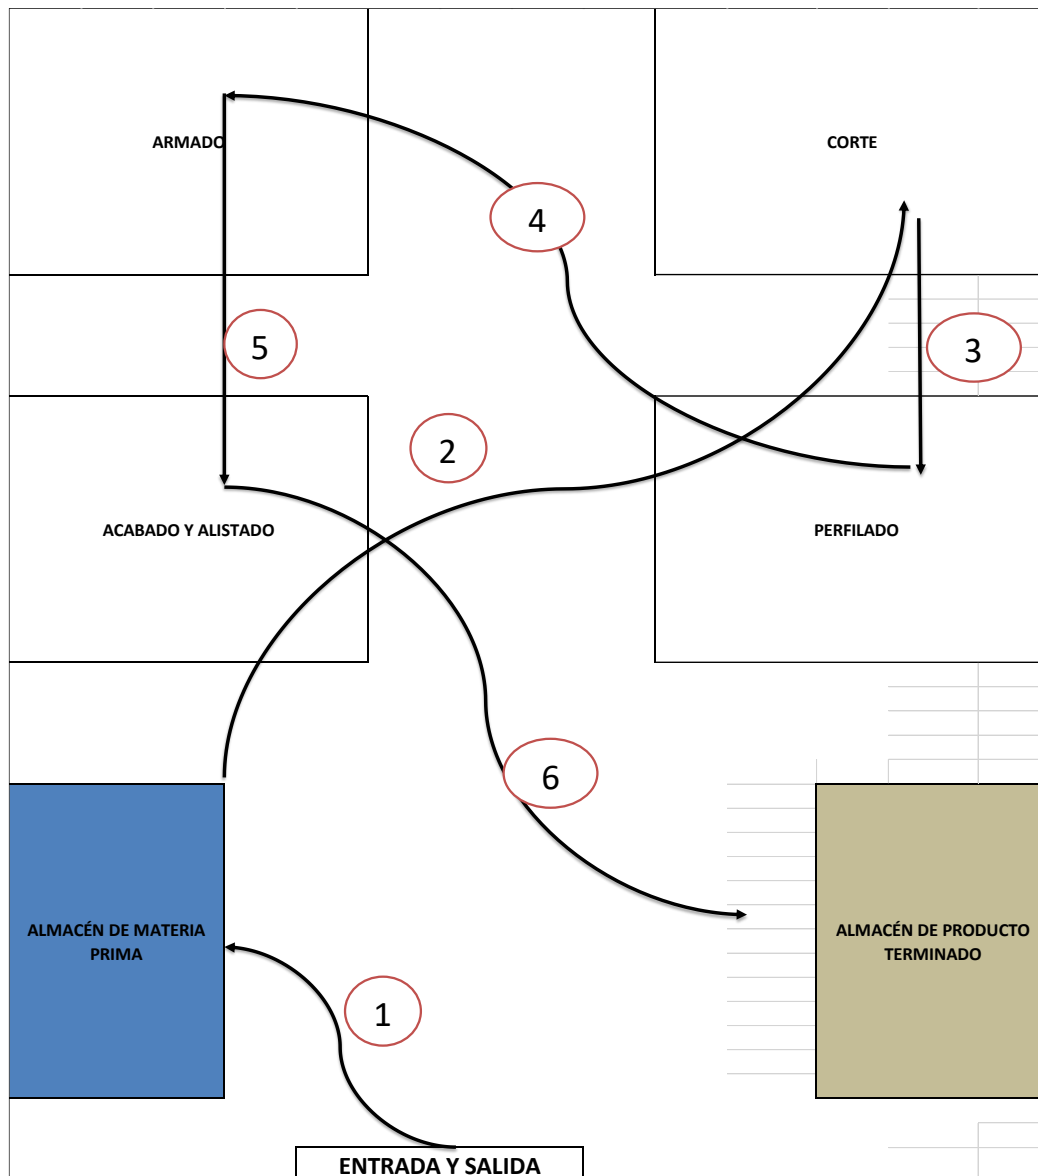 ARMADO
CORTE
4
5
3
2
ACABADO Y ALISTADO
PERFILADO
6
ALMACÉN DE MATERIA
PRIMA
ALMACÉN DE PRODUCTO
TERMINADO
1
ENTRADA Y SALIDA